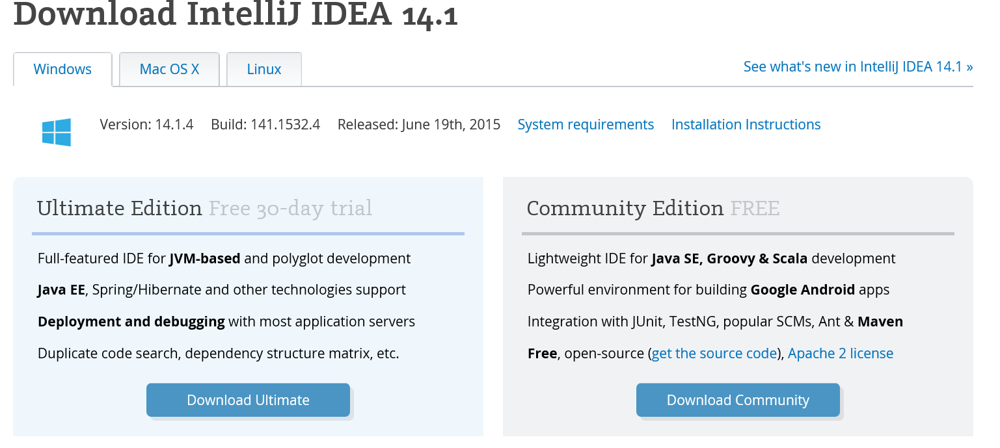 Download IntelliJ IDEA 14.1
Windows
Mac OS X
Linux
See what's new in IntelliJ IDEA 14.1 »
Version: 14.1.4 Build: 141.1532.4 Released: June 19th, 2015 System requirements Installation Instructions
Ultimate Edition Free 30-day trial
Full-featured IDE for JVM-based and polyglot development
Java EE, Spring/Hibernate and other technologies support
Deployment and debugging with most application servers
Duplicate code search, dependency structure matrix, etc.
Download Ultimate
Community Edition FREE
Lightweight IDE for Java SE, Groovy & Scala development
Powerful environment for building Google Android apps
Integration with JUnit, TestNG, popular SCMs, Ant & Maven
Free, open-source (get the source code), Apache 2 license
Download Community